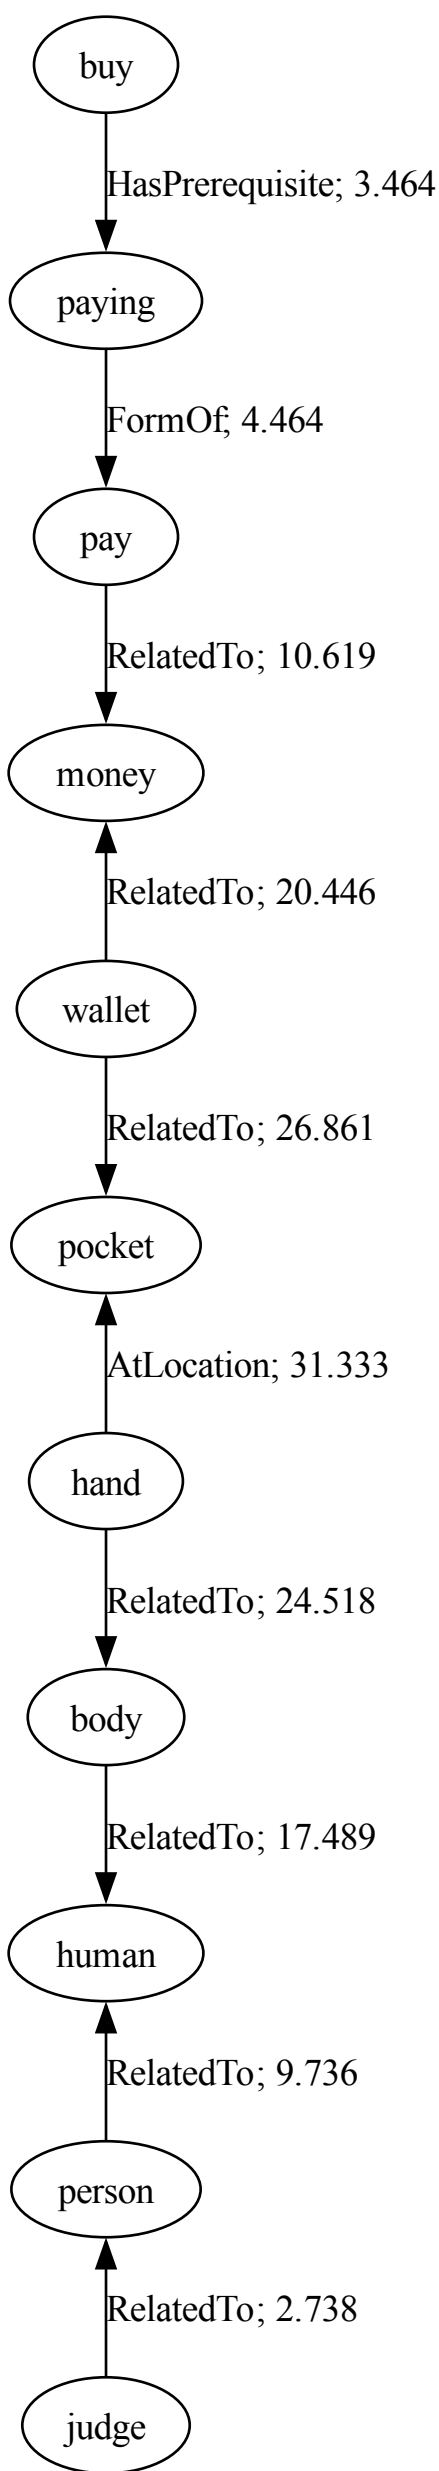 buy
HasPrerequisite; 3.464
paying
FormOf; 4.464
pay
RelatedTo; 10.619
money
RelatedTo; 20.446
wallet
RelatedTo; 26.861
pocket
AtLocation; 31.333
hand
RelatedTo; 24.518
body
RelatedTo; 17.489
human
RelatedTo; 9.736
person
RelatedTo; 2.738
judge